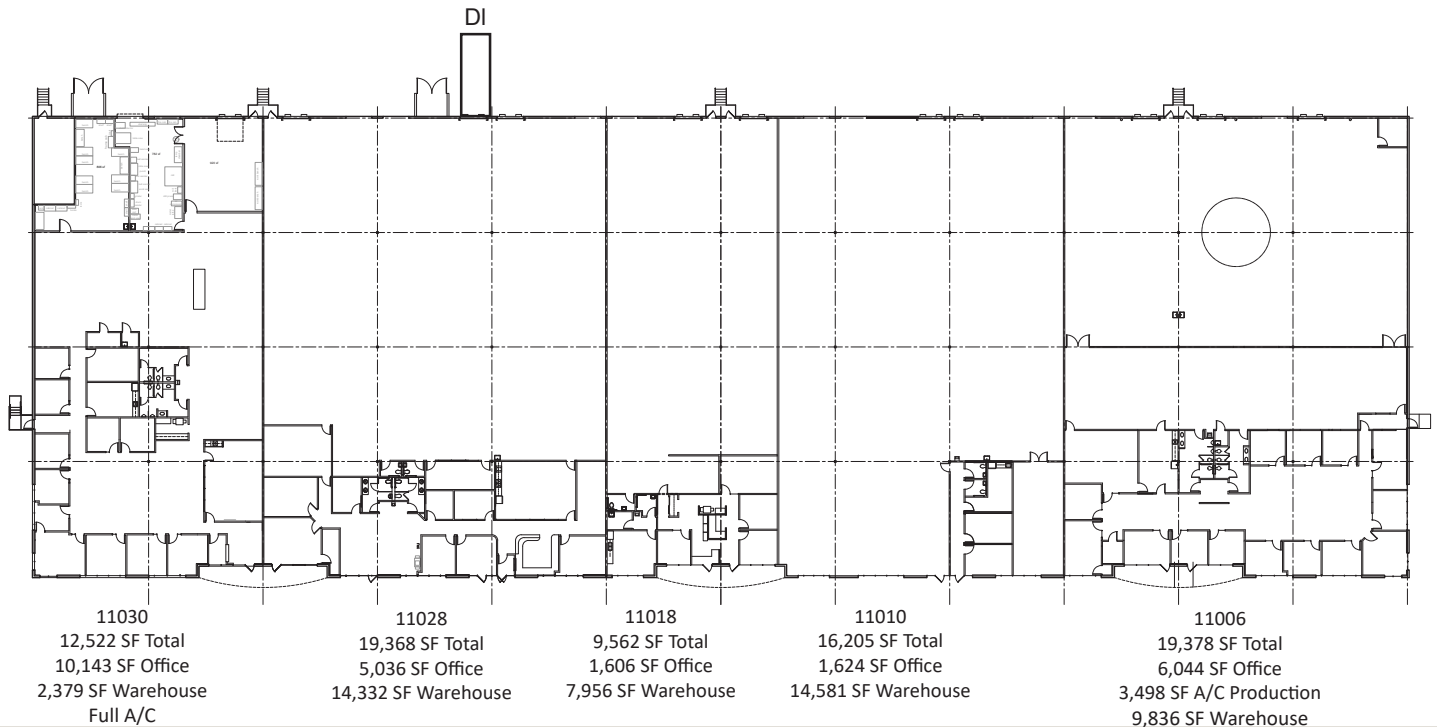 DI
11030
12,522 SF Total
10,143 SF Office
2,379 SF Warehouse
Full A/C
11028
19,368 SF Total
5,036 SF Office
14,332 SF Warehouse
11018
9,562 SF Total
1,606 SF Office
7,956 SF Warehouse
11010
16,205 SF Total
1,624 SF Office
14,581 SF Warehouse
11006
19,378 SF Total
6,044 SF Office
3,498 SF A/C Production
9,836 SF Warehouse